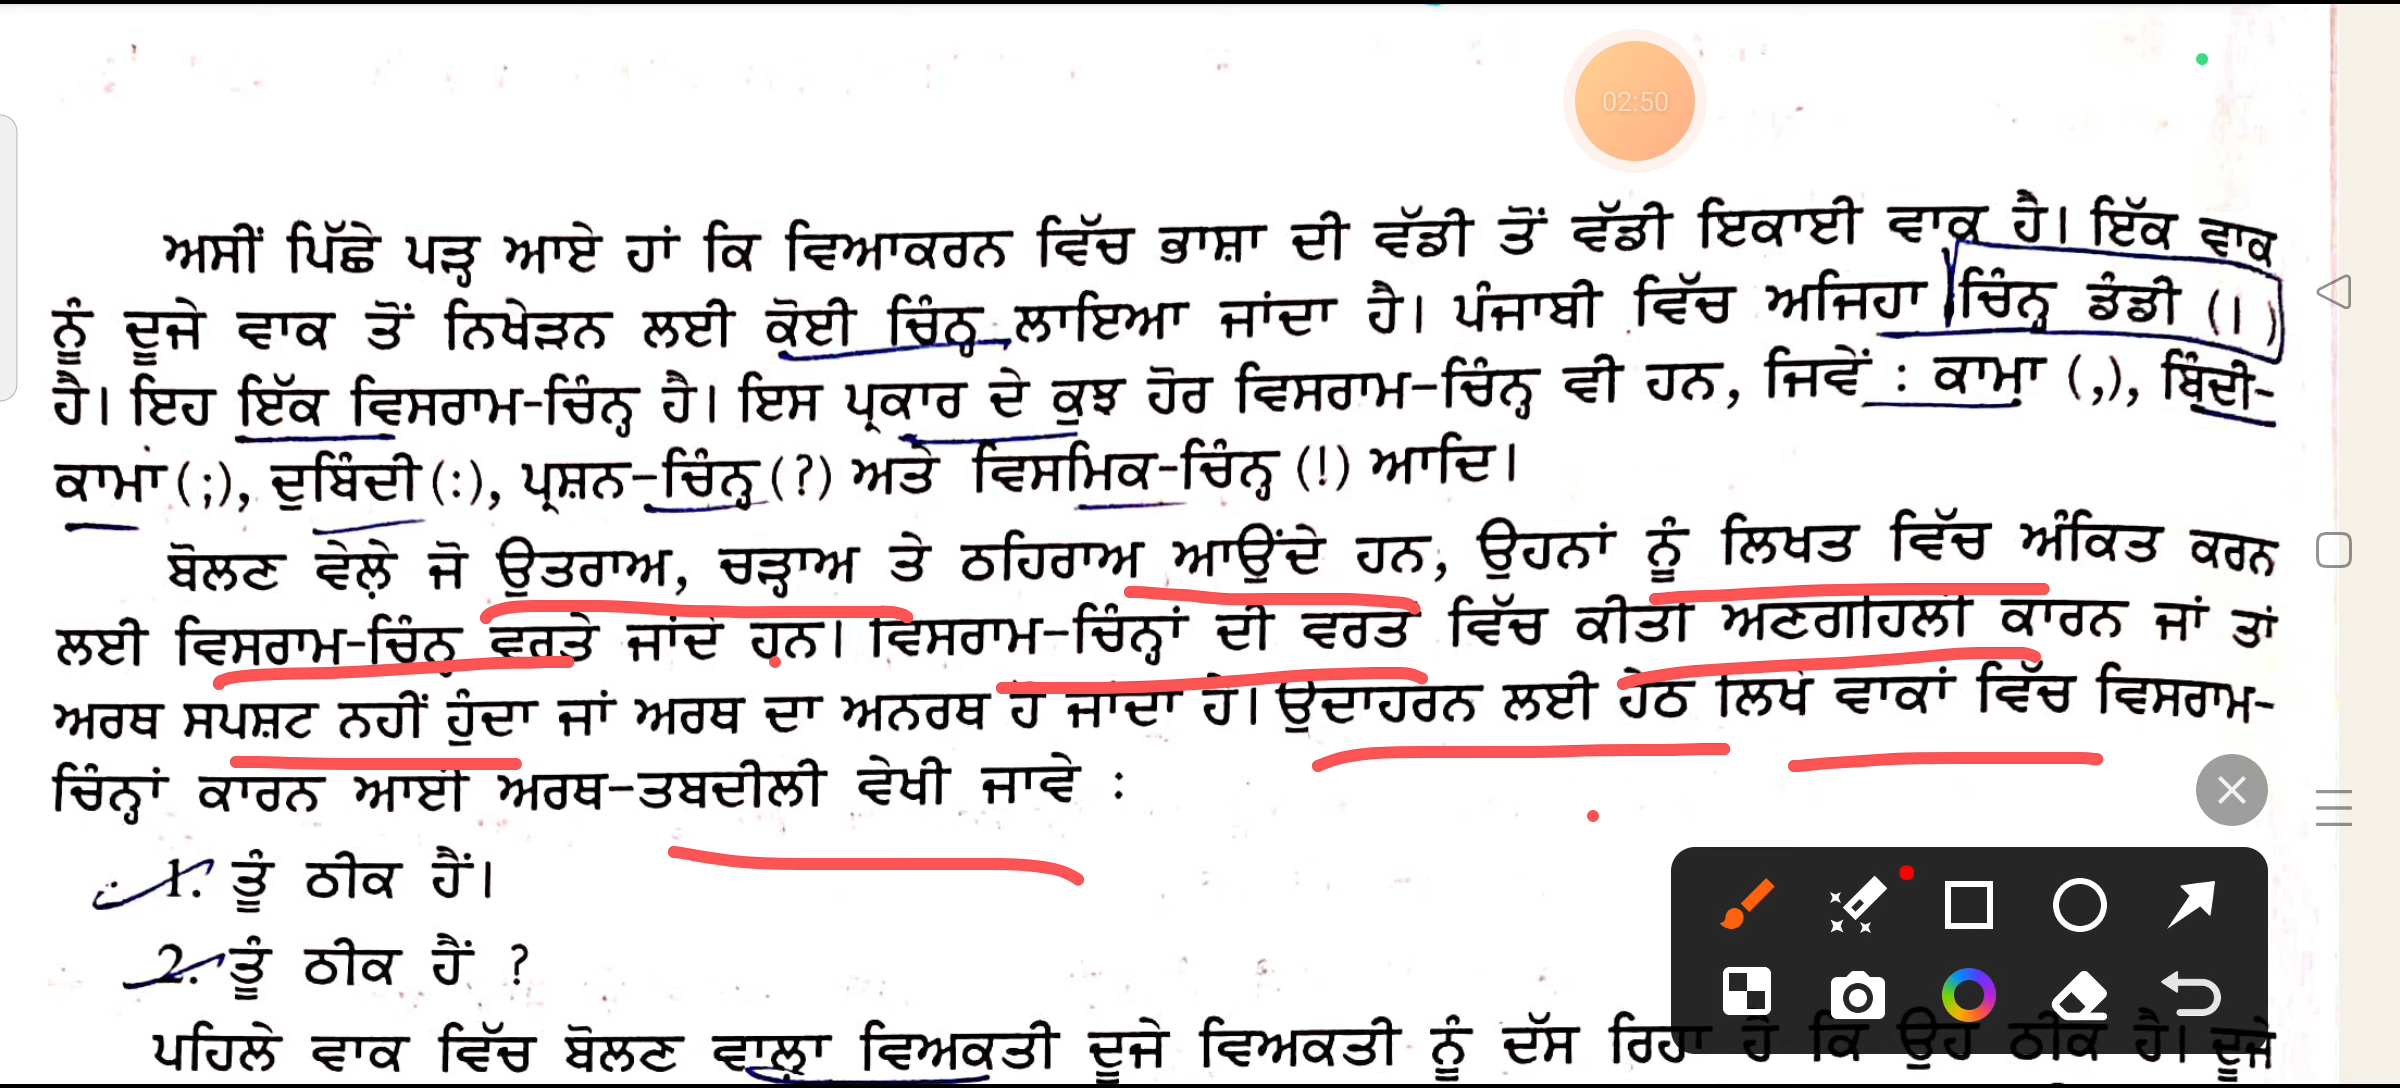 02:50
ਅਸੀਂ ਪਿੱਛੇ ਪੜ੍ਹ ਆਏ ਹਾਂ ਕਿ ਵਿਆਕਰਨ ਵਿੱਚ ਭਾਸ਼ਾ ਦੀ ਵੱਡੀ ਤੋਂ ਵੱਡੀ ਇਕਾਈ ਵਾਕ ਹੈ। ਇੱਕ ਵਾਕ
ਨੂੰ ਦੂਜੇ ਵਾਕ ਤੋਂ ਨਿਖੇੜਨ ਲਈ ਕੋਈ ਚਿੰਨ੍ਹ ਲਾਇਆ ਜਾਂਦਾ ਹੈ। ਪੰਜਾਬੀ ਵਿੱਚ ਅਜਿਹਾ ਚਿੰਨ੍ਹ ਡੰਡੀ (।)
ਹੈ। ਇਹ ਇੱਕ ਵਿਸਰਾਮ-ਚਿੰਨ੍ਹ ਹੈ। ਇਸ ਪ੍ਰਕਾਰ ਦੇ ਕੁਝ ਹੋਰ ਵਿਸਰਾਮ-ਚਿੰਨ੍ਹ ਵੀ ਹਨ, ਜਿਵੇਂ : ਕਾਮਾ (,), ਬਿੰਦੀ-
ਕਾਮਾ (;), ਦੁਬਿੰਦੀ (:), ਪ੍ਰਸ਼ਨ-ਚਿੰਨ੍ਹ (?) ਅਤੇ ਵਿਸਮਿਕ-ਚਿੰਨ੍ਹ (!) ਆਦਿ।
ਬੋਲਣ ਵੇਲ਼ੇ ਜੋ ਉਤਰਾਅ, ਚੜ੍ਹਾਅ ਤੇ ਠਹਿਰਾਅ ਆਉਂਦੇ ਹਨ, ਉਹਨਾਂ ਨੂੰ ਲਿਖਤ ਵਿੱਚ ਅੰਕਿਤ ਕਰਨ
ਲਈ ਵਿਸਰਾਮ-ਚਿੰਨ੍ਹ ਵਰਤੇ ਜਾਂਦੇ ਹਨ। ਵਿਸਰਾਮ-ਚਿੰਨ੍ਹਾਂ ਦੀ ਵਰਤੋਂ ਵਿੱਚ ਕੀਤੀ ਅਣਗਹਿਲੀ ਕਾਰਨ ਜਾਂ ਤਾਂ
ਅਰਥ ਸਪਸ਼ਟ ਨਹੀਂ ਹੁੰਦਾ ਜਾਂ ਅਰਥ ਦਾ ਅਨਰਥ ਹੋ ਜਾਂਦਾ ਹੈ। ਉਦਾਹਰਨ ਲਈ ਹੇਠ ਲਿਖੇ ਵਾਕਾਂ ਵਿੱਚ ਵਿਸਰਾਮ-
ਚਿੰਨ੍ਹਾਂ ਕਾਰਨ ਆਈ ਅਰਥ-ਤਬਦੀਲੀ ਵੇਖੀ ਜਾਵੇ :
1. ਤੂੰ ਠੀਕ ਹੈਂ।
2. ਤੂੰ ਠੀਕ ਹੈਂ ?
ਪਹਿਲੇ ਵਾਕ ਵਿੱਚ ਬੋਲਣ ਵਾਲ਼ਾ ਵਿਅਕਤੀ ਦੂਜੇ ਵਿਅਕਤੀ ਨੂੰ ਦੱਸ ਰਿਹਾ ਹੈ ਕਿ ਉਹ ਠੀਕ ਹੈ। ਦੂਜੇ